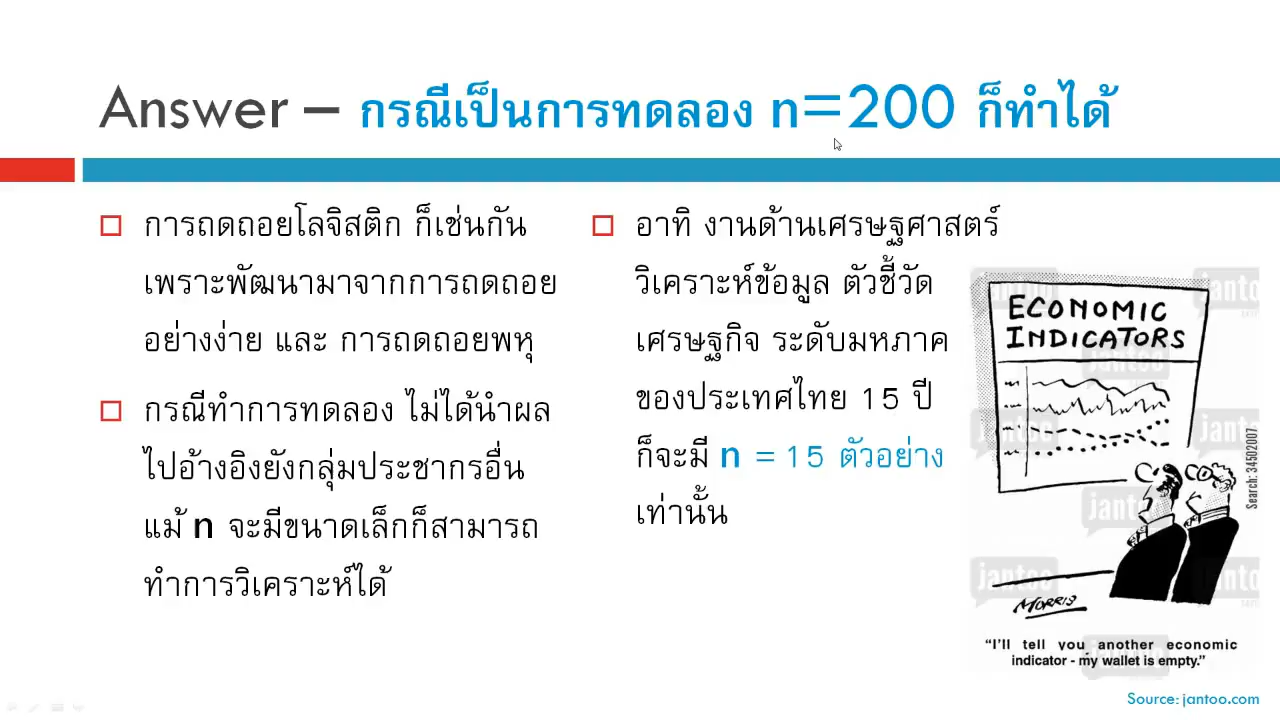 Answer – กรณีเป็นการทดลอง n=200 ก็ทำได้
การถดถอยโลจิสติก ก็เช่นกัน
เพราะพัฒนามาจากการถดถอย
อย่างง่าย และ การถดถอยพหุ
กรณีทำการทดลอง ไม่ได้นำผล
ไปอ้างอิงยังกลุ่มประชากรอื่น
แม้ n จะมีขนาดเล็กก็สามารถ
ทำการวิเคราะห์ได้
อาทิ งานด้านเศรษฐศาสตร์
วิเคราะห์ข้อมูล ตัวชี้วัด
เศรษฐกิจ ระดับมหภาค
ของประเทศไทย 15 ปี
ก็จะมี n = 15 ตัวอย่าง
เท่านั้น
ECONOMIC
INDICATORS
MORRIS
"I'll tell you another economic
indicator - my wallet is empty."
Search: 34502007
jantoo
Source: jantoo.com